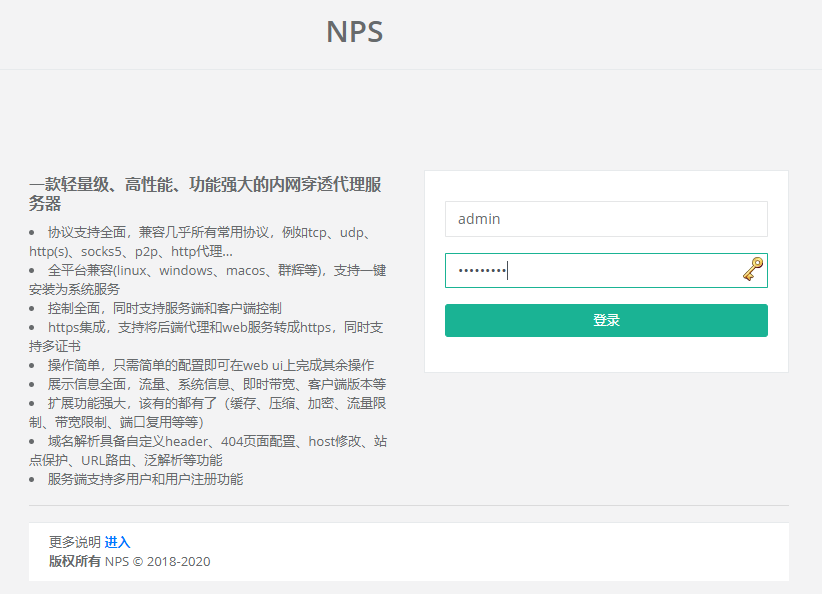 NPS
一款轻量级、高性能、功能强大的内网穿透代理服
务器
• 协议支持全面，兼容几乎所有常用协议，例如tcp、udp、
http(s)、socks5、p2p、http代理...
• 全平台兼容(linux、windows、macos、群辉等)，支持一键
安装为系统服务
• 控制全面，同时支持服务端和客户端控制
• https集成，支持将后端代理和web服务转成https，同时支
持多证书
• 操作简单，只需简单的配置即可在web ui上完成其余操作
• 展示信息全面，流量、系统信息、即时带宽、客户端版本等
• 扩展功能强大，该有的都有了（缓存、压缩、加密、流量限
制、带宽限制、端口复用等等）
• 域名解析具备自定义header、404页面配置、host修改、站
点保护、URL路由、泛解析等功能
• 服务端支持多用户和用户注册功能
admin
•••••••••
登录
更多说明 进入
版权所有 NPS © 2018-2020